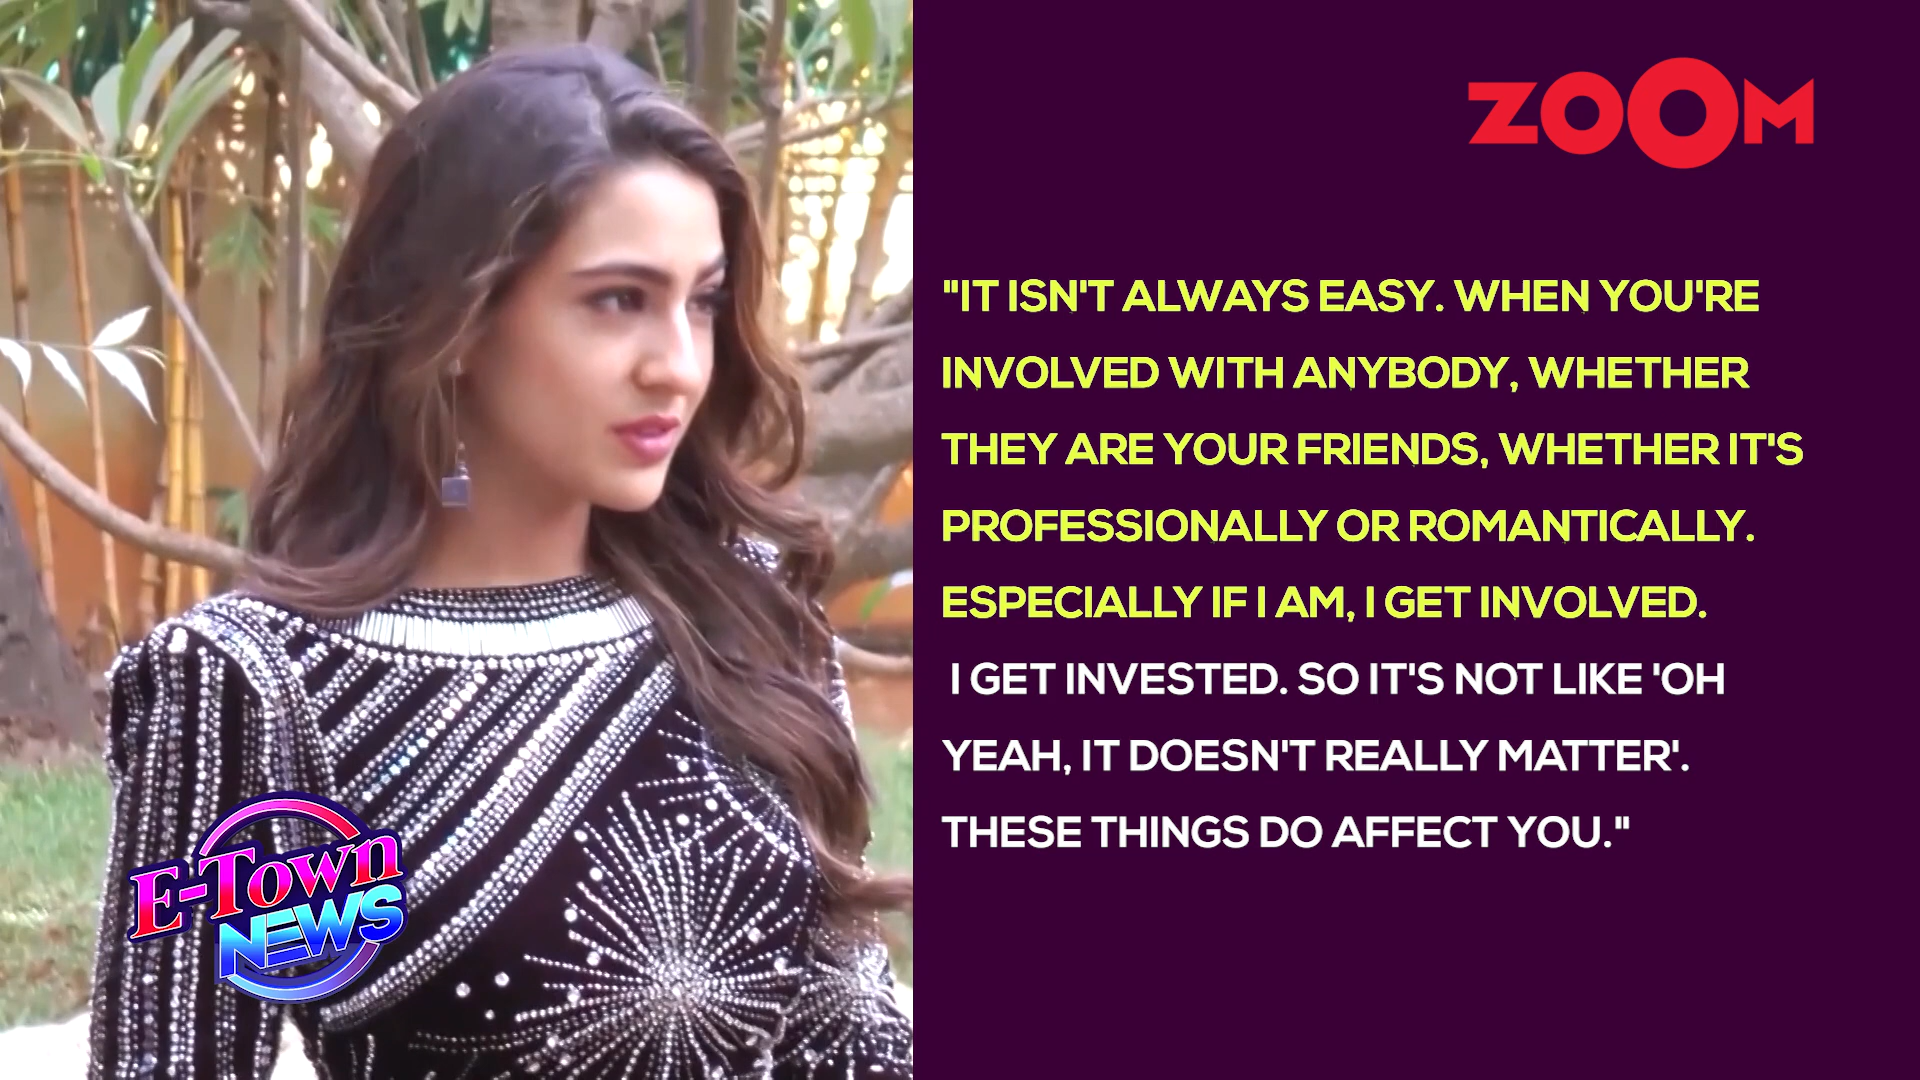 ZOOM
"IT ISN'T ALWAYS EASY. WHEN YOU'RE
INVOLVED WITH ANYBODY, WHETHER
THEY ARE YOUR FRIENDS, WHETHER IT'S
PROFESSIONALLY OR ROMANTICALLY.
ESPECIALLY IF I AM, I GET INVOLVED.
I GET INVESTED. SO IT'S NOT LIKE 'OH
YEAH, IT DOESN'T REALLY MATTER'.
THESE THINGS DO AFFECT YOU."
E-Town
NEWS